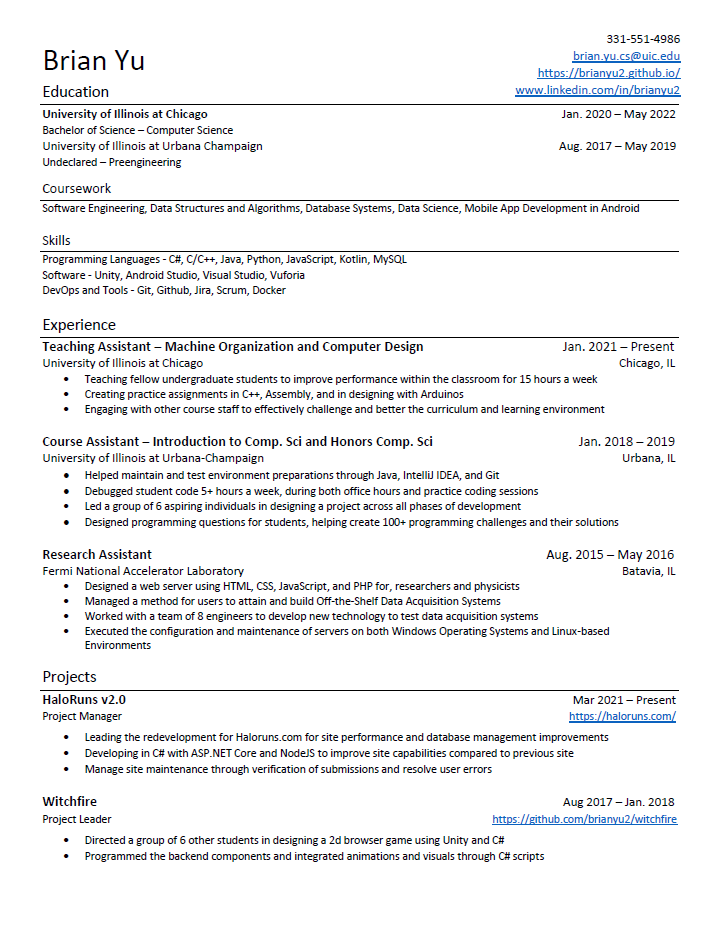 331-551-4986
Brian Yu
brian.yu.cs@uic.edu
https://brianyu2.github.io/
Education
www.linkedin.com/in/brianyu2
University of Illinois at Chicago Jan. 2020 – May 2022
Bachelor of Science – Computer Science
University of Illinois at Urbana Champaign Aug. 2017 – May 2019
Undeclared – Preengineering
Coursework
Software Engineering, Data Structures and Algorithms, Database Systems, Data Science, Mobile App Development in Android
Skills
Programming Languages - C#, C/C++, Java, Python, JavaScript, Kotlin, MySQL
Software - Unity, Android Studio, Visual Studio, Vuforia
DevOps and Tools - Git, Github, Jira, Scrum, Docker
Experience
Teaching Assistant – Machine Organization and Computer Design Jan. 2021 – Present
University of Illinois at Chicago Chicago, IL
• Teaching fellow undergraduate students to improve performance within the classroom for 15 hours a week
• Creating practice assignments in C++, Assembly, and in designing with Arduinos
• Engaging with other course staff to effectively challenge and better the curriculum and learning environment
Course Assistant – Introduction to Comp. Sci and Honors Comp. Sci Jan. 2018 – 2019
University of Illinois at Urbana-Champaign Urbana, IL
• Helped maintain and test environment preparations through Java, IntelliJ IDEA, and Git
• Debugged student code 5+ hours a week, during both office hours and practice coding sessions
• Led a group of 6 aspiring individuals in designing a project across all phases of development
• Designed programming questions for students, helping create 100+ programming challenges and their solutions
Research Assistant Aug. 2015 – May 2016
Fermi National Accelerator Laboratory Batavia, IL
• Designed a web server using HTML, CSS, JavaScript, and PHP for, researchers and physicists
• Managed a method for users to attain and build Off-the-Shelf Data Acquisition Systems
• Worked with a team of 8 engineers to develop new technology to test data acquisition systems
• Executed the configuration and maintenance of servers on both Windows Operating Systems and Linux-based
Environments
Projects
HaloRuns v2.0 Mar 2021 – Present
Project Manager https://haloruns.com/
• Leading the redevelopment for Haloruns.com for site performance and database management improvements
• Developing in C# with ASP.NET Core and NodeJS to improve site capabilities compared to previous site
• Manage site maintenance through verification of submissions and resolve user errors
Witchfire Aug 2017 – Jan. 2018
Project Leader https://github.com/brianyu2/witchfire
• Directed a group of 6 other students in designing a 2d browser game using Unity and C#
• Programmed the backend components and integrated animations and visuals through C# scripts